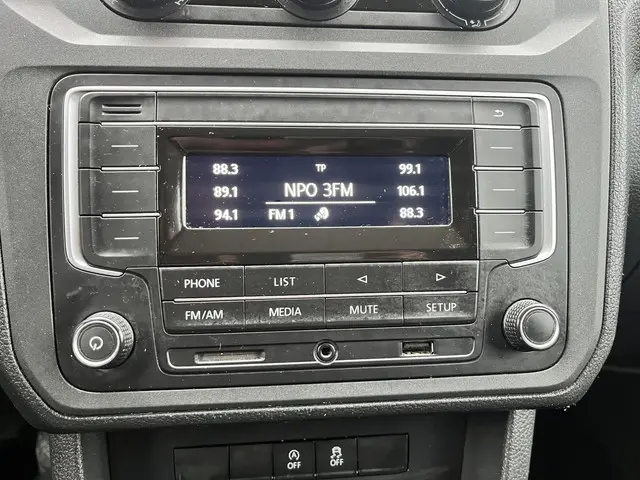 88.3 TP 99.1
89.1 NPO 3FM 106.1
94.1 FM 1 88.3
PHONE LIST
FM/AM MEDIA MUTE SETUP
OFF OFF